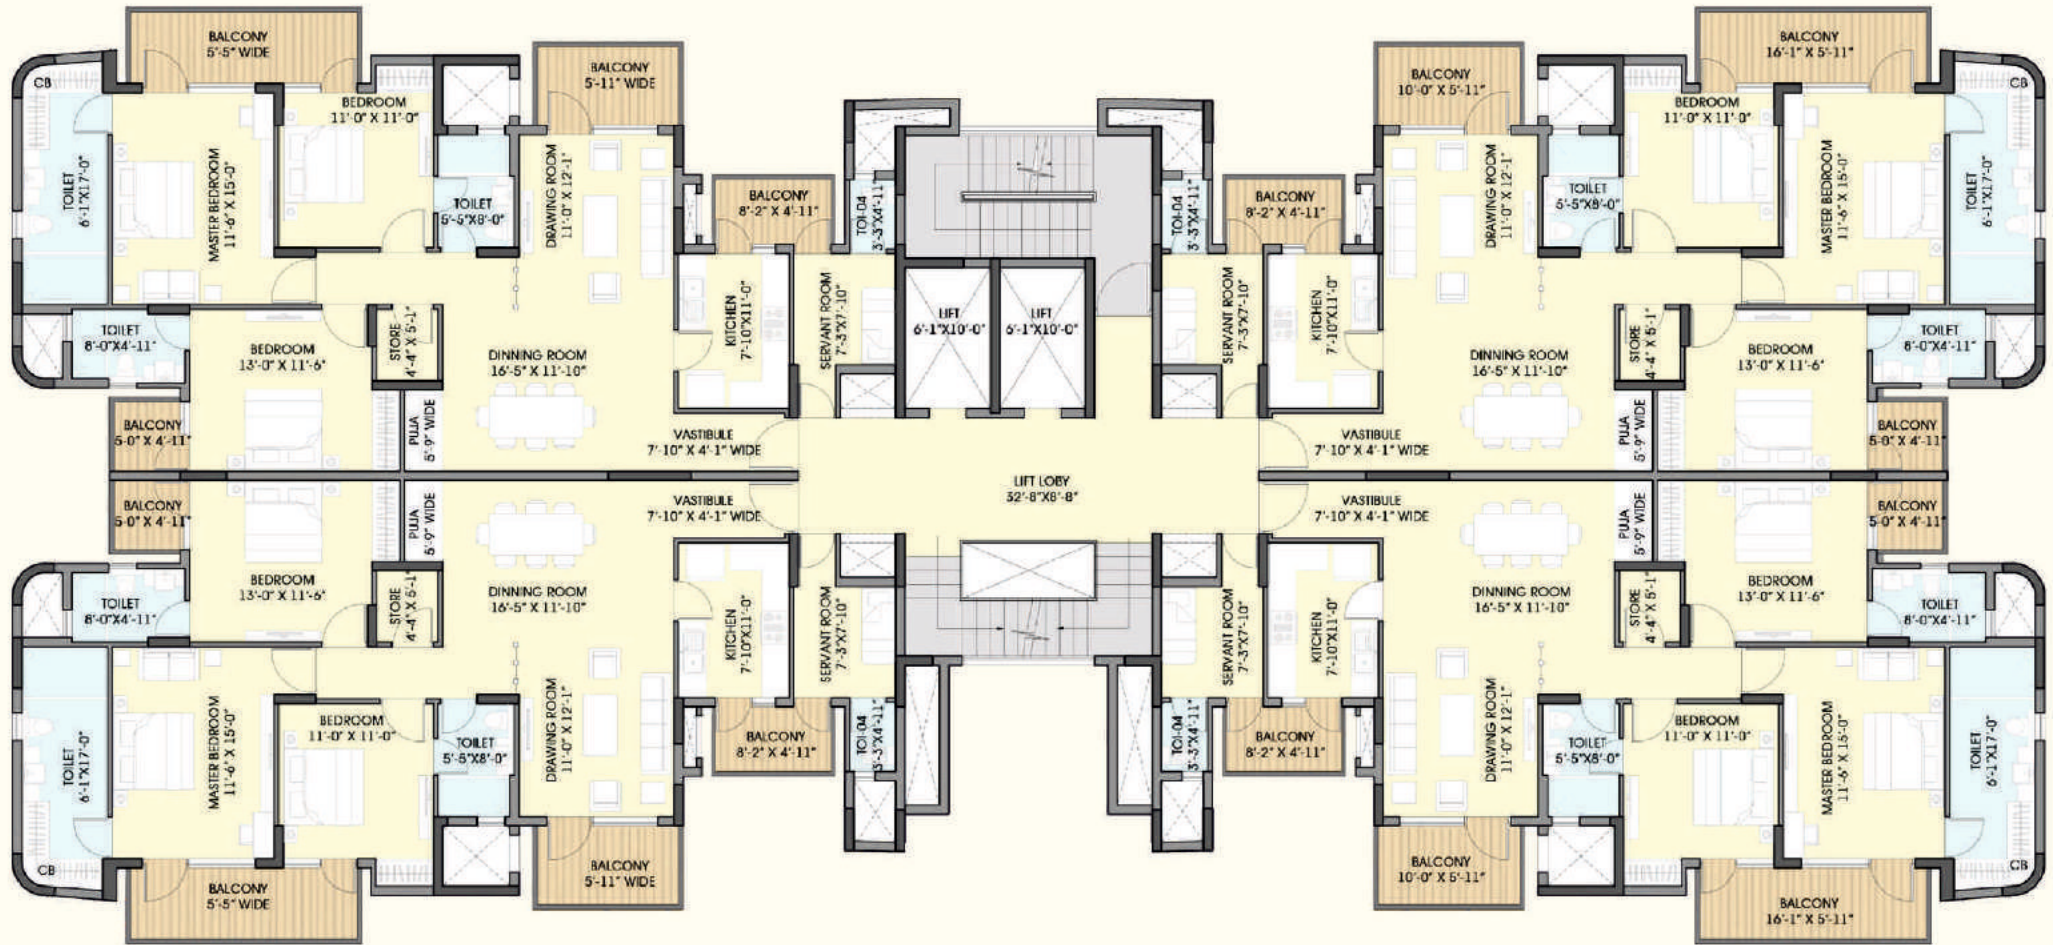 BALCONY
5'-5" WIDE
CB
BEDROOM
11'-0" X 11'-0"
BALCONY
5'-11" WIDE
TOILET
6'-1"X17'-0"
MASTER BEDROOM
11'-6" X 15'-0"
TOILET
5'-5"X8'-0"
DRAWING ROOM
11'-0" X 12'-1"
BALCONY
8'-2" X 4'-11"
TOI-04
3'-3"X4'-11"
TOILET
8'-0"X4'-11"
BEDROOM
13'-0" X 11'-6"
STORE
4'-4" X 5'-1"
DINNING ROOM
16'-5" X 11'-10"
KITCHEN
7'-10"X11'-0"
SERVANT ROOM
7'-3"X7'-10"
LIFT
6'-1"X10'-0"
LIFT
6'-1"X10'-0"
BALCONY
5-0" X 4'-11"
PUJA
5'-9" WIDE
VASTIBULE
7'-10" X 4'-1" WIDE
BALCONY
10'-0" X 5'-11"
BALCONY
16'-1" X 5'-11"
BEDROOM
11'-0" X 11'-0"
CB
TOI-04
3'-3"X4'-11"
BALCONY
8'-2" X 4'-11"
DRAWING ROOM
11'-0" X 12'-1"
TOILET
5'-5"X8'-0"
MASTER BEDROOM
11'-6" X 15'-0"
TOILET
6'-1"X17'-0"
SERVANT ROOM
7'-3"X7'-10"
KITCHEN
7'-10"X11'-0"
DINNING ROOM
16'-5" X 11'-10"
STORE
4'-4" X 5'-1"
BEDROOM
13'-0" X 11'-6"
TOILET
8'-0"X4'-11"
VASTIBULE
7'-10" X 4'-1" WIDE
PUJA
5'-9" WIDE
BALCONY
5-0" X 4'-11"
LIFT LOBY
32'-8"X8'-8"
BALCONY
5-0" X 4'-11"
PUJA
5'-9" WIDE
VASTIBULE
7'-10" X 4'-1" WIDE
TOILET
8'-0"X4'-11"
BEDROOM
13'-0" X 11'-6"
STORE
4'-4" X 5'-1"
DINNING ROOM
16'-5" X 11'-10"
KITCHEN
7'-10"X11'-0"
SERVANT ROOM
7'-3"X7'-10"
TOILET
6'-1"X17'-0"
MASTER BEDROOM
11'-6" X 15'-0"
BEDROOM
11'-0" X 11'-0"
TOILET
5'-5"X8'-0"
DRAWING ROOM
11'-0" X 12'-1"
BALCONY
8'-2" X 4'-11"
TOI-04
3'-3"X4'-11"
CB
BALCONY
5'-5" WIDE
BALCONY
5'-11" WIDE
VASTIBULE
7'-10" X 4'-1" WIDE
PUJA
5'-9" WIDE
BALCONY
5-0" X 4'-11"
SERVANT ROOM
7'-3"X7'-10"
KITCHEN
7'-10"X11'-0"
DINNING ROOM
16'-5" X 11'-10"
STORE
4'-4" X 5'-1"
BEDROOM
13'-0" X 11'-6"
TOILET
8'-0"X4'-11"
TOI-04
3'-3"X4'-11"
BALCONY
8'-2" X 4'-11"
DRAWING ROOM
11'-0" X 12'-1"
TOILET
5'-5"X8'-0"
BEDROOM
11'-0" X 11'-0"
MASTER BEDROOM
11'-6" X 15'-0"
TOILET
6'-1"X17'-0"
CB
BALCONY
10'-0" X 5'-11"
BALCONY
16'-1" X 5'-11"